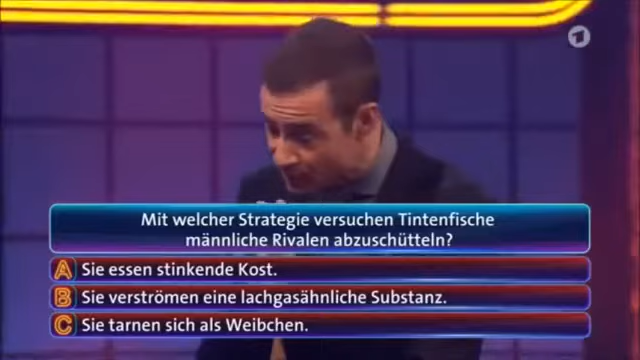 1
Mit welcher Strategie versuchen Tintenfische
männliche Rivalen abzuschütteln?
A Sie essen stinkende Kost.
B Sie verströmen eine lachgasähnliche Substanz.
C Sie tarnen sich als Weibchen.